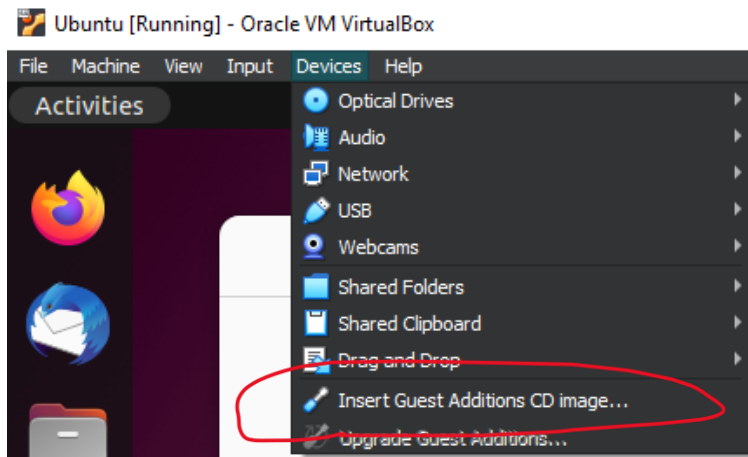 Ubuntu [Running] - Oracle VM VirtualBox
File Machine View Input Devices Help
Activities
Optical Drives
Audio
Network
USB
Webcams
Shared Folders
Shared Clipboard
Drag and Drop
Insert Guest Additions CD image...
Upgrade Guest Additions...